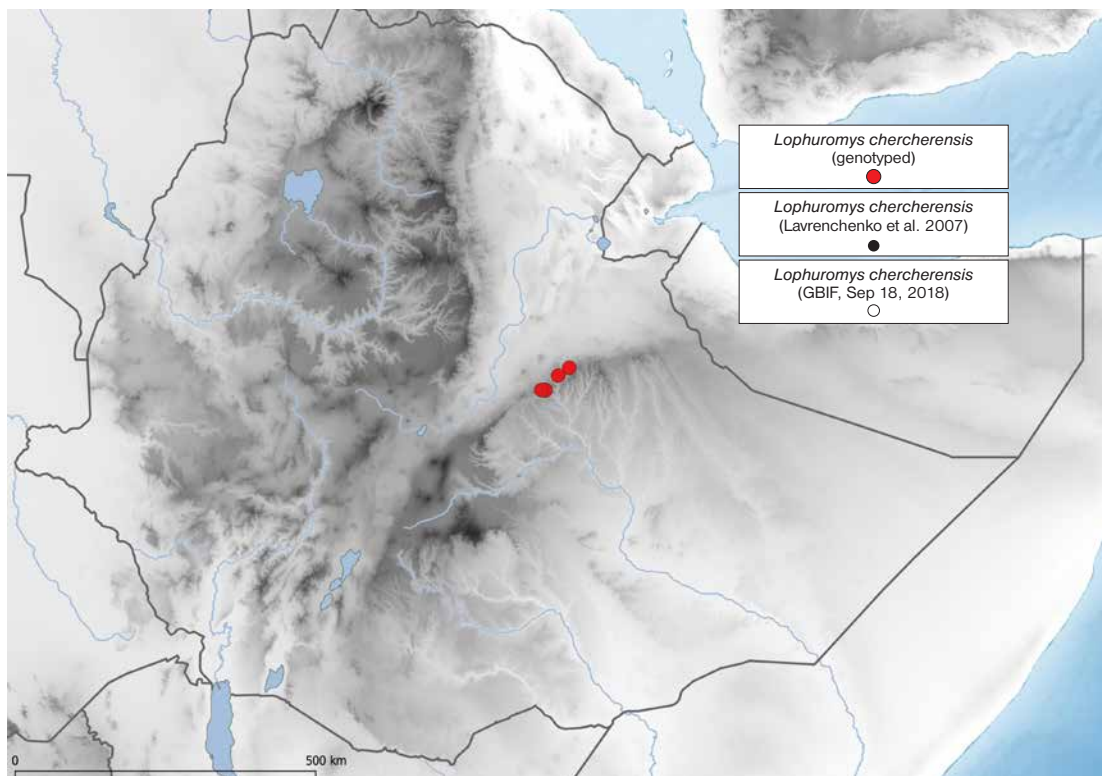 Lophuromys chercherensis
(genotyped)
Lophuromys chercherensis
(Lavrenchenko et al. 2007)
Lophuromys chercherensis
(GBIF, Sep 18, 2018)
0
500 km